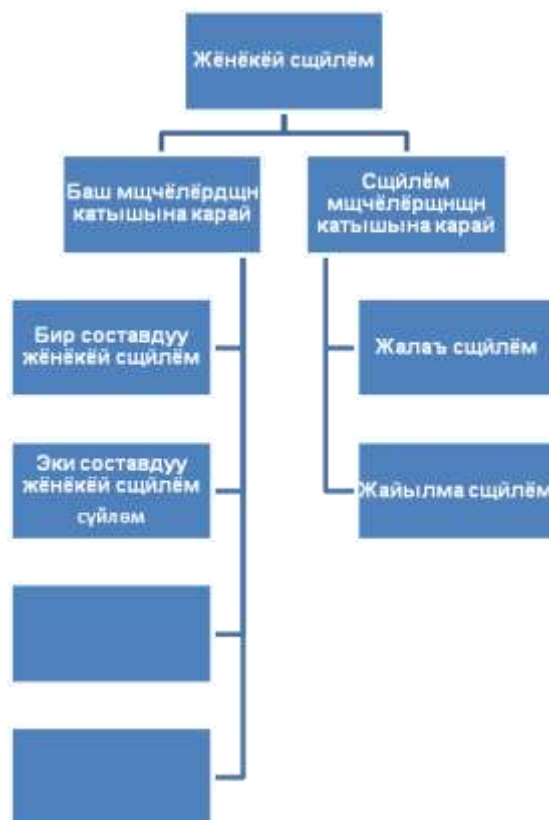 Жёнёкёй сщйлём
Баш мщчёлёрдщн
катышына карай
Сщйлём
мщчёлёрщнщн
катышына карай
Бир составдуу
жёнёкёй сщйлём
Эки составдуу
жёнёкёй сщйлём
сүйлөм
Жалаъ сщйлём
Жайылма сщйлём